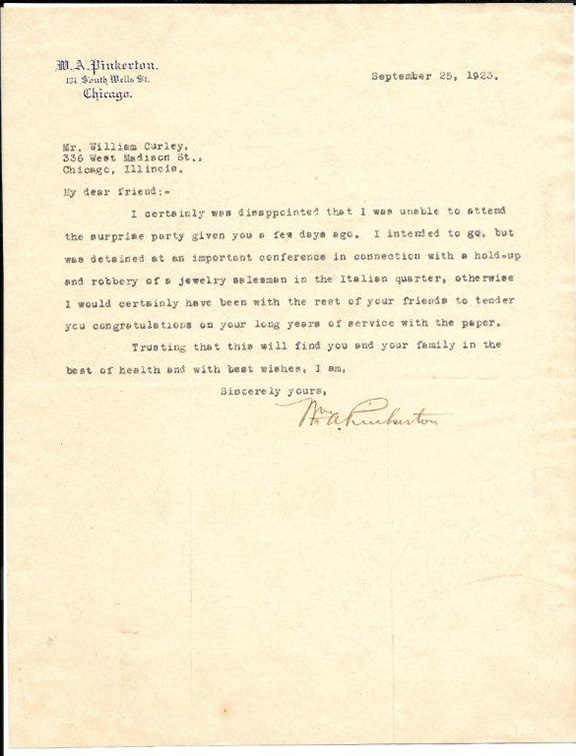 W. A. Pinkerton.
137 South Wells St.
Chicago.
September 25, 1923.
Mr. William Curley,
336 West Madison St.,
Chicago, Illinois.
My dear friend:-
I certainly was disappointed that I was unable to attend
the surprise party given you a few days ago. I intended to go, but
was detained at an important conference in connection with a hold-up
and robbery of a jewelry salesman in the Italian quarter, otherwise
I would certainly have been with the rest of your friends to tender
you congratulations on your long years of service with the paper.
Trusting that this will find you and your family in the
best of health and with best wishes, I am,
Sincerely yours,
Wm A. Pinkerton